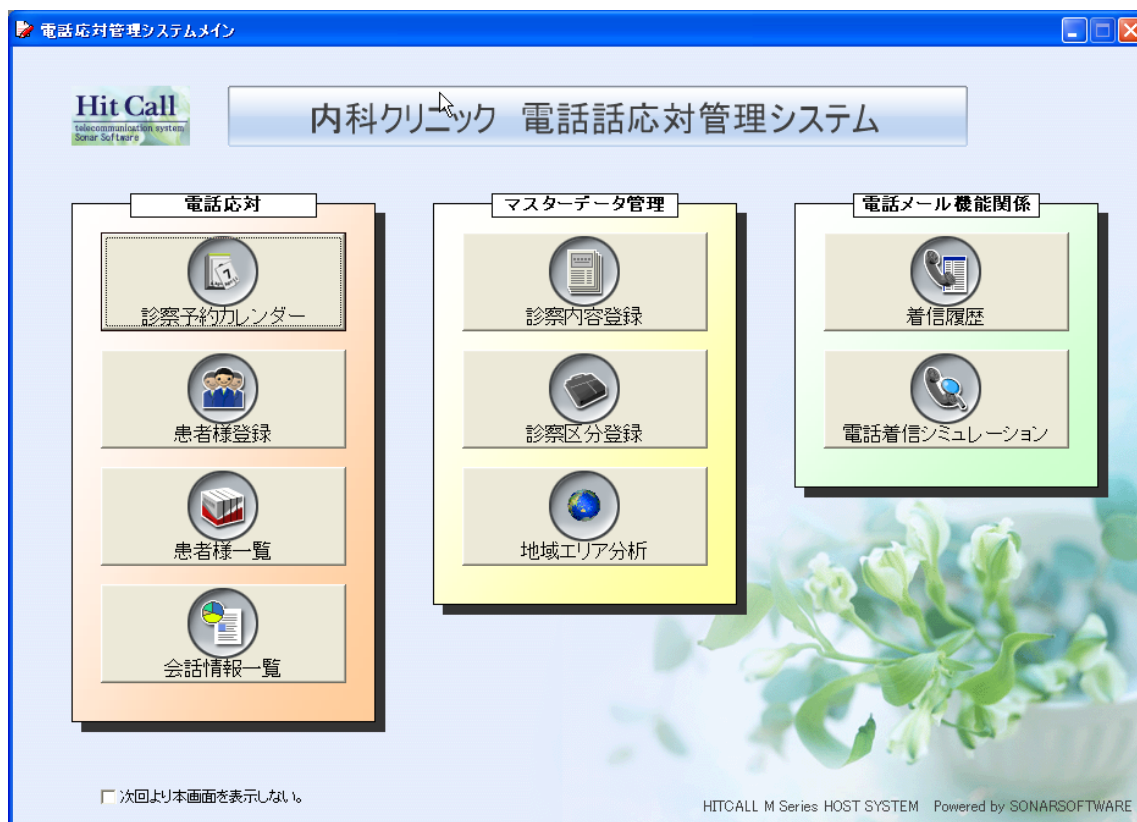 電話応対管理システムメイン
Hit Call
telecommunication system
Sonar Software
内科クリニック 電話話応対管理システム
電話応対
診察予約カレンダー
患者様登録
患者様一覧
会話情報一覧
マスターデータ管理
診察内容登録
診察区分登録
地域エリア分析
電話メール機能関係
着信履歴
電話着信シミュレーション
次回より本画面を表示しない。
HITCALL M Series HOST SYSTEM Powered by SONARSOFTWARE